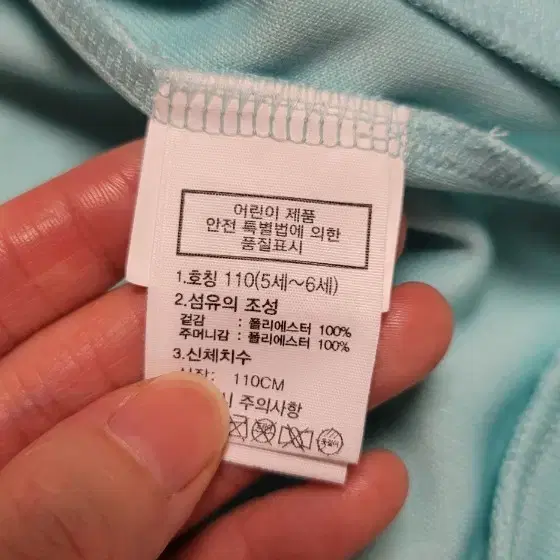 어린이 제품
안전 특별법에 의한
품질표시
1.호칭 110(5세~6세)
2.섬유의 조성
겉감 : 폴리에스터 100%
주머니감 : 폴리에스터 100%
3.신체치수
110CM
주의사항